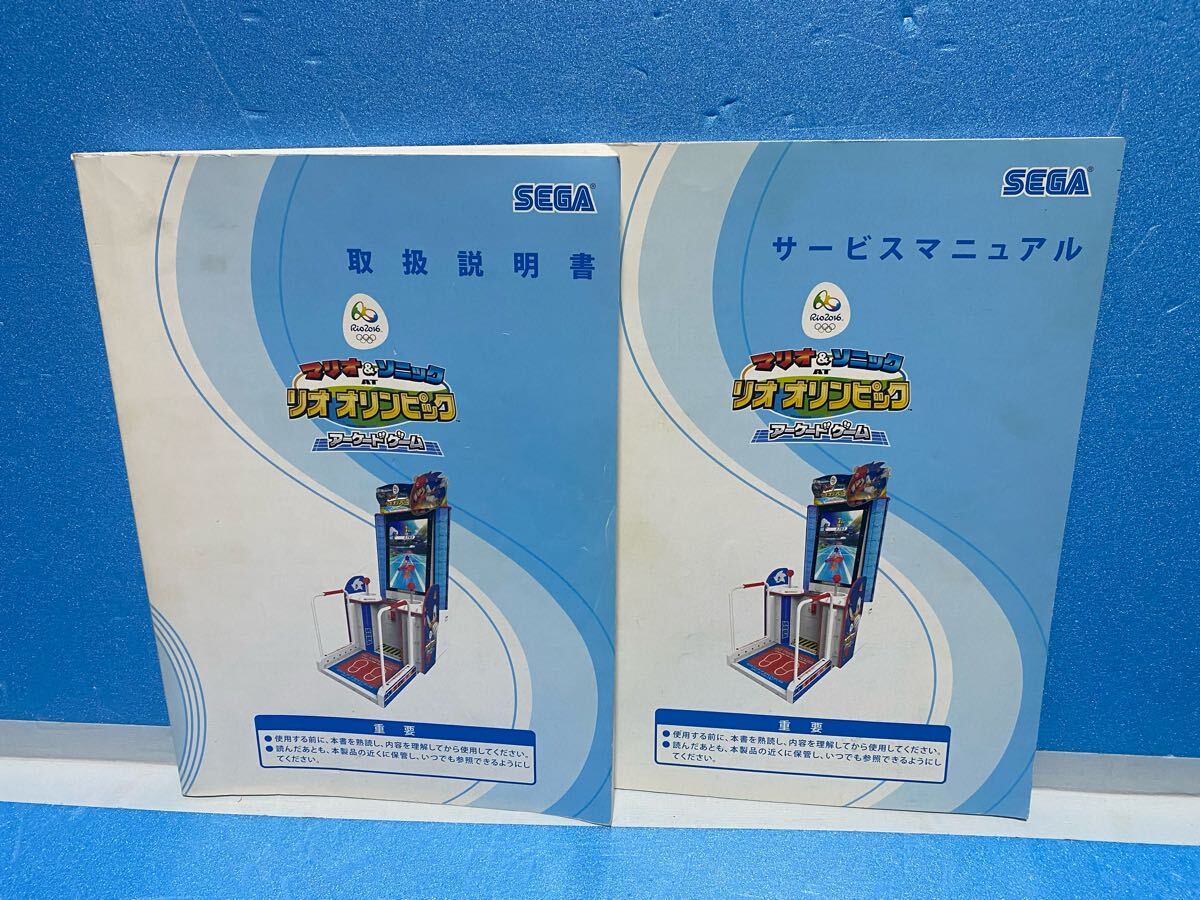 SEGA®
取扱説明書
Rio2016™
マリオ&ソニック
AT
リオ オリンピック™
アーケードゲーム
重要
● 使用する前に、本書を熟読し、内容を理解してから使用してください。
● 読んだあとも、本製品の近くに保管し、いつでも参照できるようにし
てください。
SEGA®
サービスマニュアル
Rio2016™
マリオ&ソニック
AT
リオ オリンピック™
アーケードゲーム
重要
● 使用する前に、本書を熟読し、内容を理解してから使用してください。
● 読んだあとも、本製品の近くに保管し、いつでも参照できるようにし
てください。